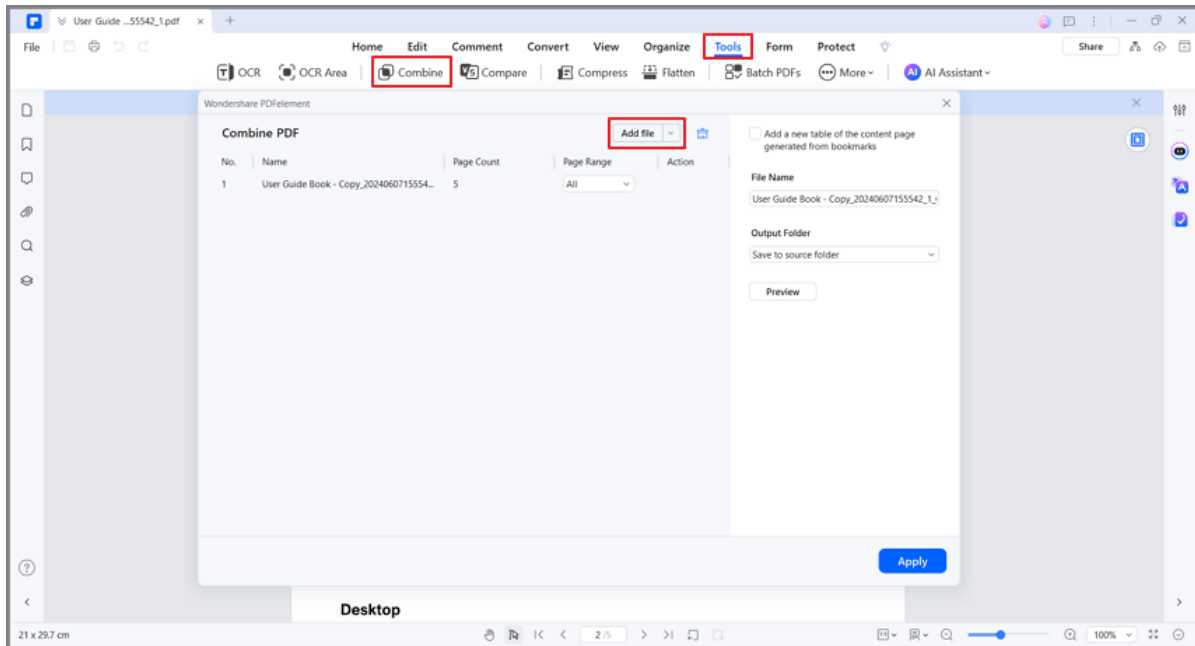 User Guide ...55542_1.pdf
File Home Edit Comment Convert View Organize Tools Form Protect Share
OCR OCR Area Combine Compare Compress Flatten Batch PDFs More AI AI Assistant
Wondershare PDFelement
Combine PDF Add file
Add a new table of the content page
generated from bookmarks
No. Name Page Count Page Range Action
1 User Guide Book - Copy_2024060715554... 5 All
File Name
User Guide Book - Copy_20240607155542_1_
Output Folder
Save to source folder
Preview
Apply
Desktop
21 x 29.7 cm 2/5 100%